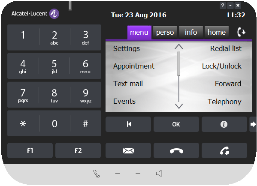 Alcatel-Lucent
Tue 23 Aug 2016
11:32
menu perso info home
1 2 abc 3 def
4 ghi 5 jkl 6 mno
7 pqrs 8 tuv 9 wxyz
* 0 #
F1 F2
Settings Redial list
Appointment Lock/Unlock
Text mail Forward
Events Telephony
OK